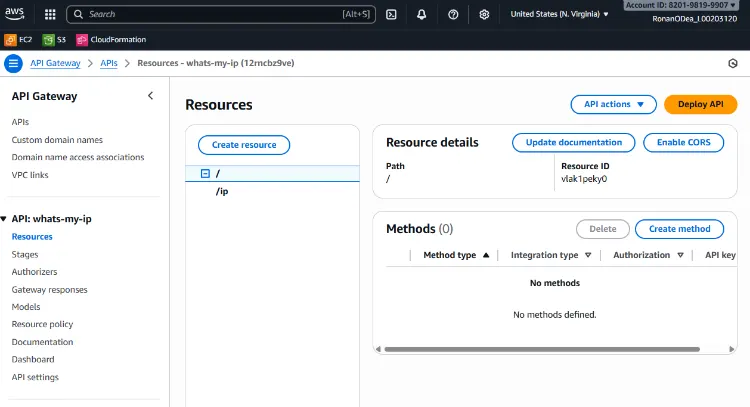 aws
Search
[Alt+S]
United States (N. Virginia)
Account ID: 8201-9819-9907
RonanODea_L00203120
EC2
S3
CloudFormation
API Gateway
APIs
Resources - whats-my-ip (12rncbz9ve)
API Gateway
APIs
Custom domain names
Domain name access associations
VPC links
API: whats-my-ip
Resources
Stages
Authorizers
Gateway responses
Models
Resource policy
Documentation
Dashboard
API settings
Resources
API actions
Deploy API
Create resource
/
/ip
Resource details
Update documentation
Enable CORS
Path
/
Resource ID
vlak1peky0
Methods (0)
Delete
Create method
Method type
Integration type
Authorization
API key
No methods
No methods defined.